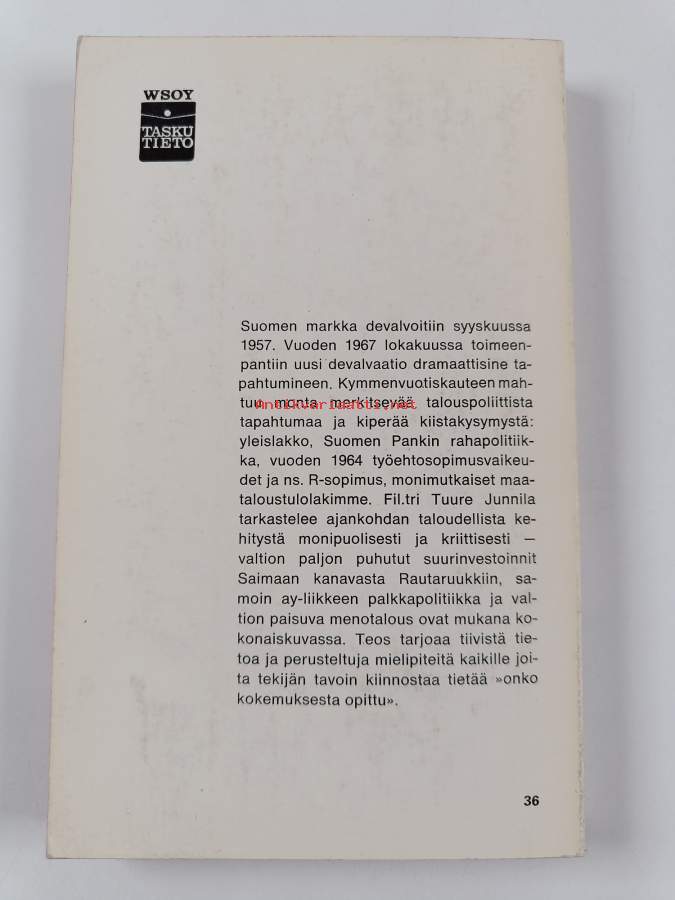 WSOY
TASKU
TIETO
Suomen markka devalvoitiin syyskuussa
1957. Vuoden 1967 lokakuussa toimeen-
pantiin uusi devalvaatio dramaattisine ta-
pahtumineen. Kymmenvuotiskauteen mah-
tuu monta merkitsevää talouspoliittista
Antikvariaatti.net
tapahtumaa ja kiperää kiistakysymystä:
yleislakko, Suomen Pankin rahapolitiik-
ka, vuoden 1964 työehtosopimusvaikeu-
det ja ns. R-sopimus, monimutkaiset maa-
taloustulolakimme. Fil.tri Tuure Junnila
tarkastelee ajankohdan taloudellista ke-
hitystä monipuolisesti ja kriittisesti —
valtion paljon puhutut suurinvestoinnit
Saimaan kanavasta Rautaruukkiin, sa-
moin ay-liikkeen palkkapolitiikka ja val-
tion paisuva menotalous ovat mukana ko-
konaiskuvassa. Teos tarjoaa tiivistä tie-
toa ja perusteltuja mielipiteitä kaikille joi-
ta tekijän tavoin kiinnostaa tietää »onko
kokemuksesta opittu».
36